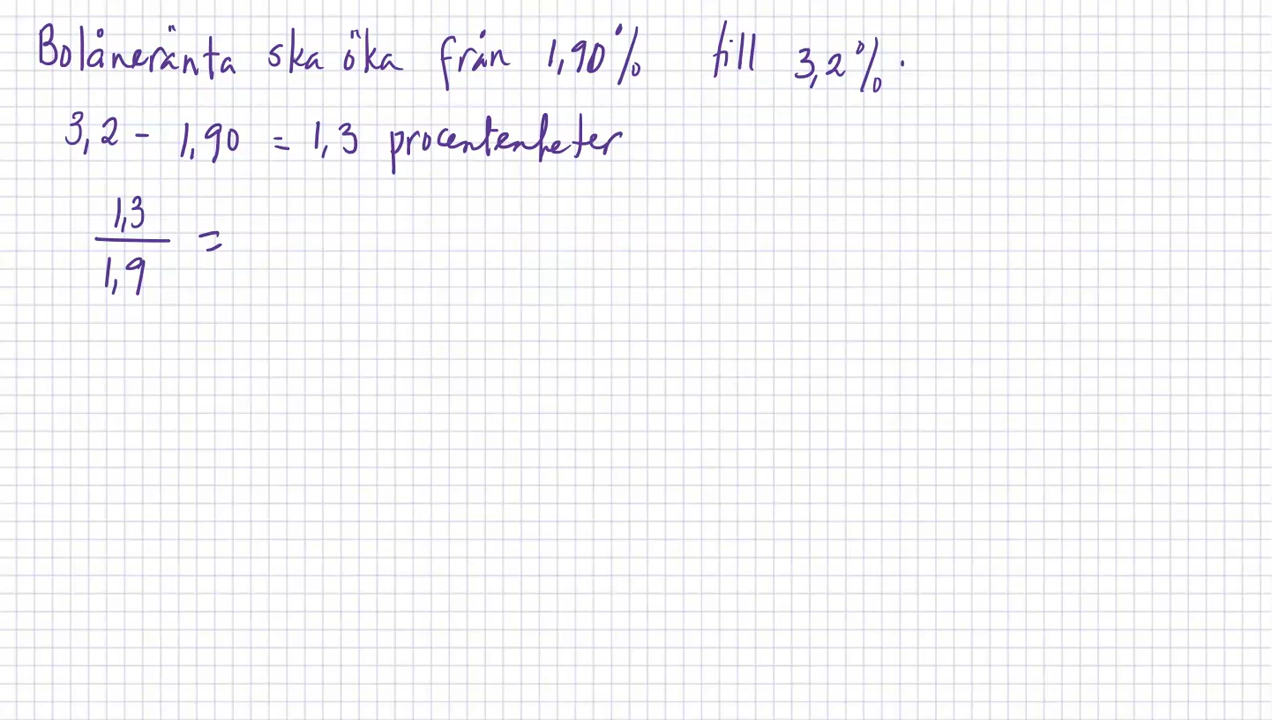 Bolåneränta ska öka från 1,90% till 3,2%.
3,2 - 1,90 = 1,3 procentenheter
1,3
1,9 =